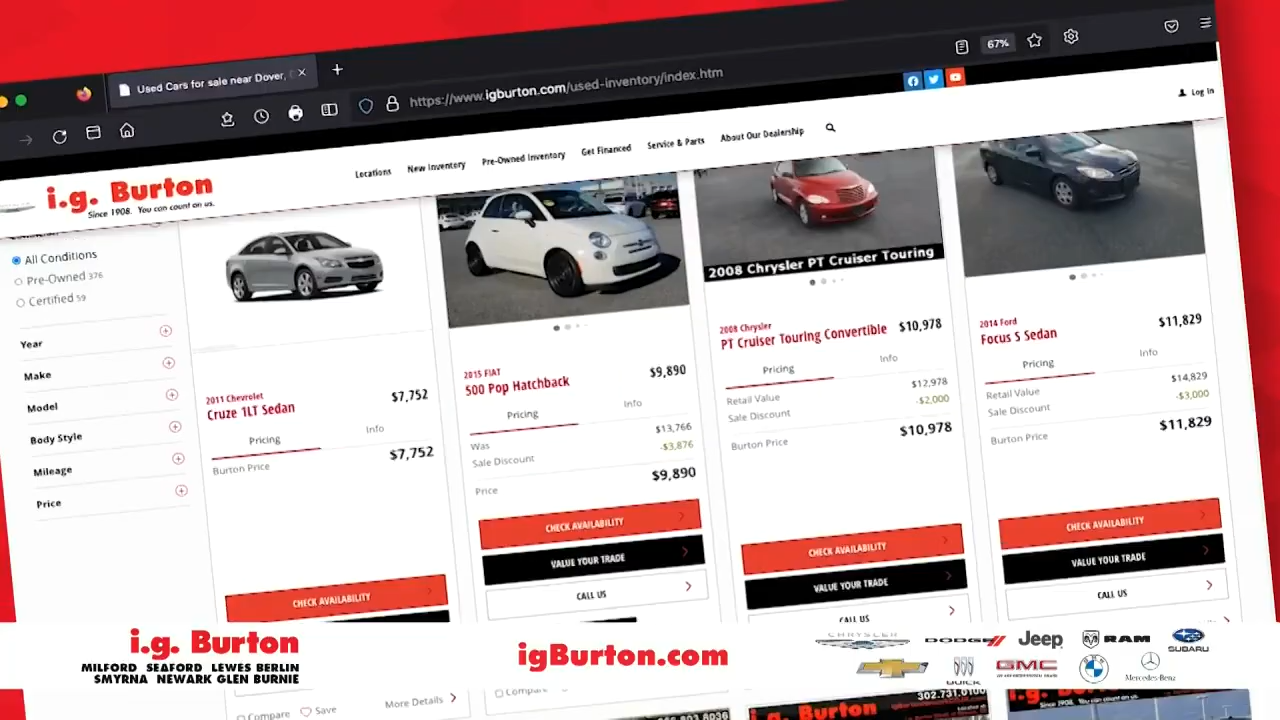 Used Cars for sale near Dover,
67%
https://www.igburton.com/used-inventory/index.htm
Log In
Locations
New Inventory
Pre-Owned Inventory
Get Financed
Service & Parts
About Our Dealership
i.g. Burton
Since 1908. You can count on us.
All Conditions
Pre-Owned 376
Certified 59
Year
Make
Model
Body Style
Mileage
Price
2011 Chevrolet
Cruze 1LT Sedan
$7,752
Pricing
Info
Burton Price
$7,752
CHECK AVAILABILITY
2015 FIAT
500 Pop Hatchback
$9,890
Pricing
Info
Was
$13,766
Sale Discount
-$3,876
Price
$9,890
CHECK AVAILABILITY
VALUE YOUR TRADE
CALL US
2008 Chrysler PT Cruiser Touring
2008 Chrysler
PT Cruiser Touring Convertible
$10,978
Pricing
Info
Retail Value
$12,978
Sale Discount
-$2,000
Burton Price
$10,978
CHECK AVAILABILITY
VALUE YOUR TRADE
CALL US
2014 Ford
Focus S Sedan
$11,829
Pricing
Info
Retail Value
$14,829
Sale Discount
-$3,000
Burton Price
$11,829
CHECK AVAILABILITY
VALUE YOUR TRADE
CALL US
i.g. Burton
MILFORD SEAFORD LEWES BERLIN
SMYRNA NEWARK GLEN BURNIE
igBurton.com
CHRYSLER
DODGE
Jeep
RAM
SUBARU
BUICK
GMC
Mercedes-Benz
Compare
Save
More Details
Compare
302.731.0100
i.g. Burton